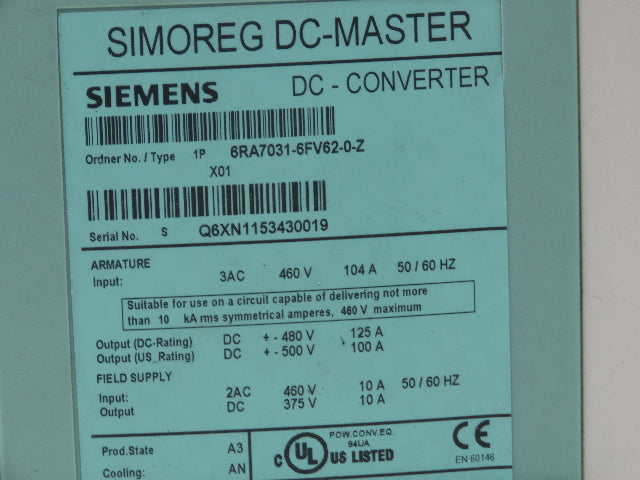 SIMOREG DC-MASTER
SIEMENS DC - CONVERTER
Ordner No. / Type 1P 6RA7031-6FV62-0-Z
X01
Serial No. S Q6XN1153430019
ARMATURE
Input: 3AC 460 V 104 A 50 / 60 HZ
Suitable for use on a circuit capable of delivering not more
than 10 kA rms symmetrical amperes, 460 V maximum
Output (DC-Rating) DC + - 480 V 125 A
Output (US_Rating) DC + - 500 V 100 A
FIELD SUPPLY
Input: 2AC 460 V 10 A 50 / 60 HZ
Output DC 375 V 10 A
Prod.State A3
Cooling: AN
POW.CONV.EQ.
94UA
C UL US LISTED
CE
EN 60146